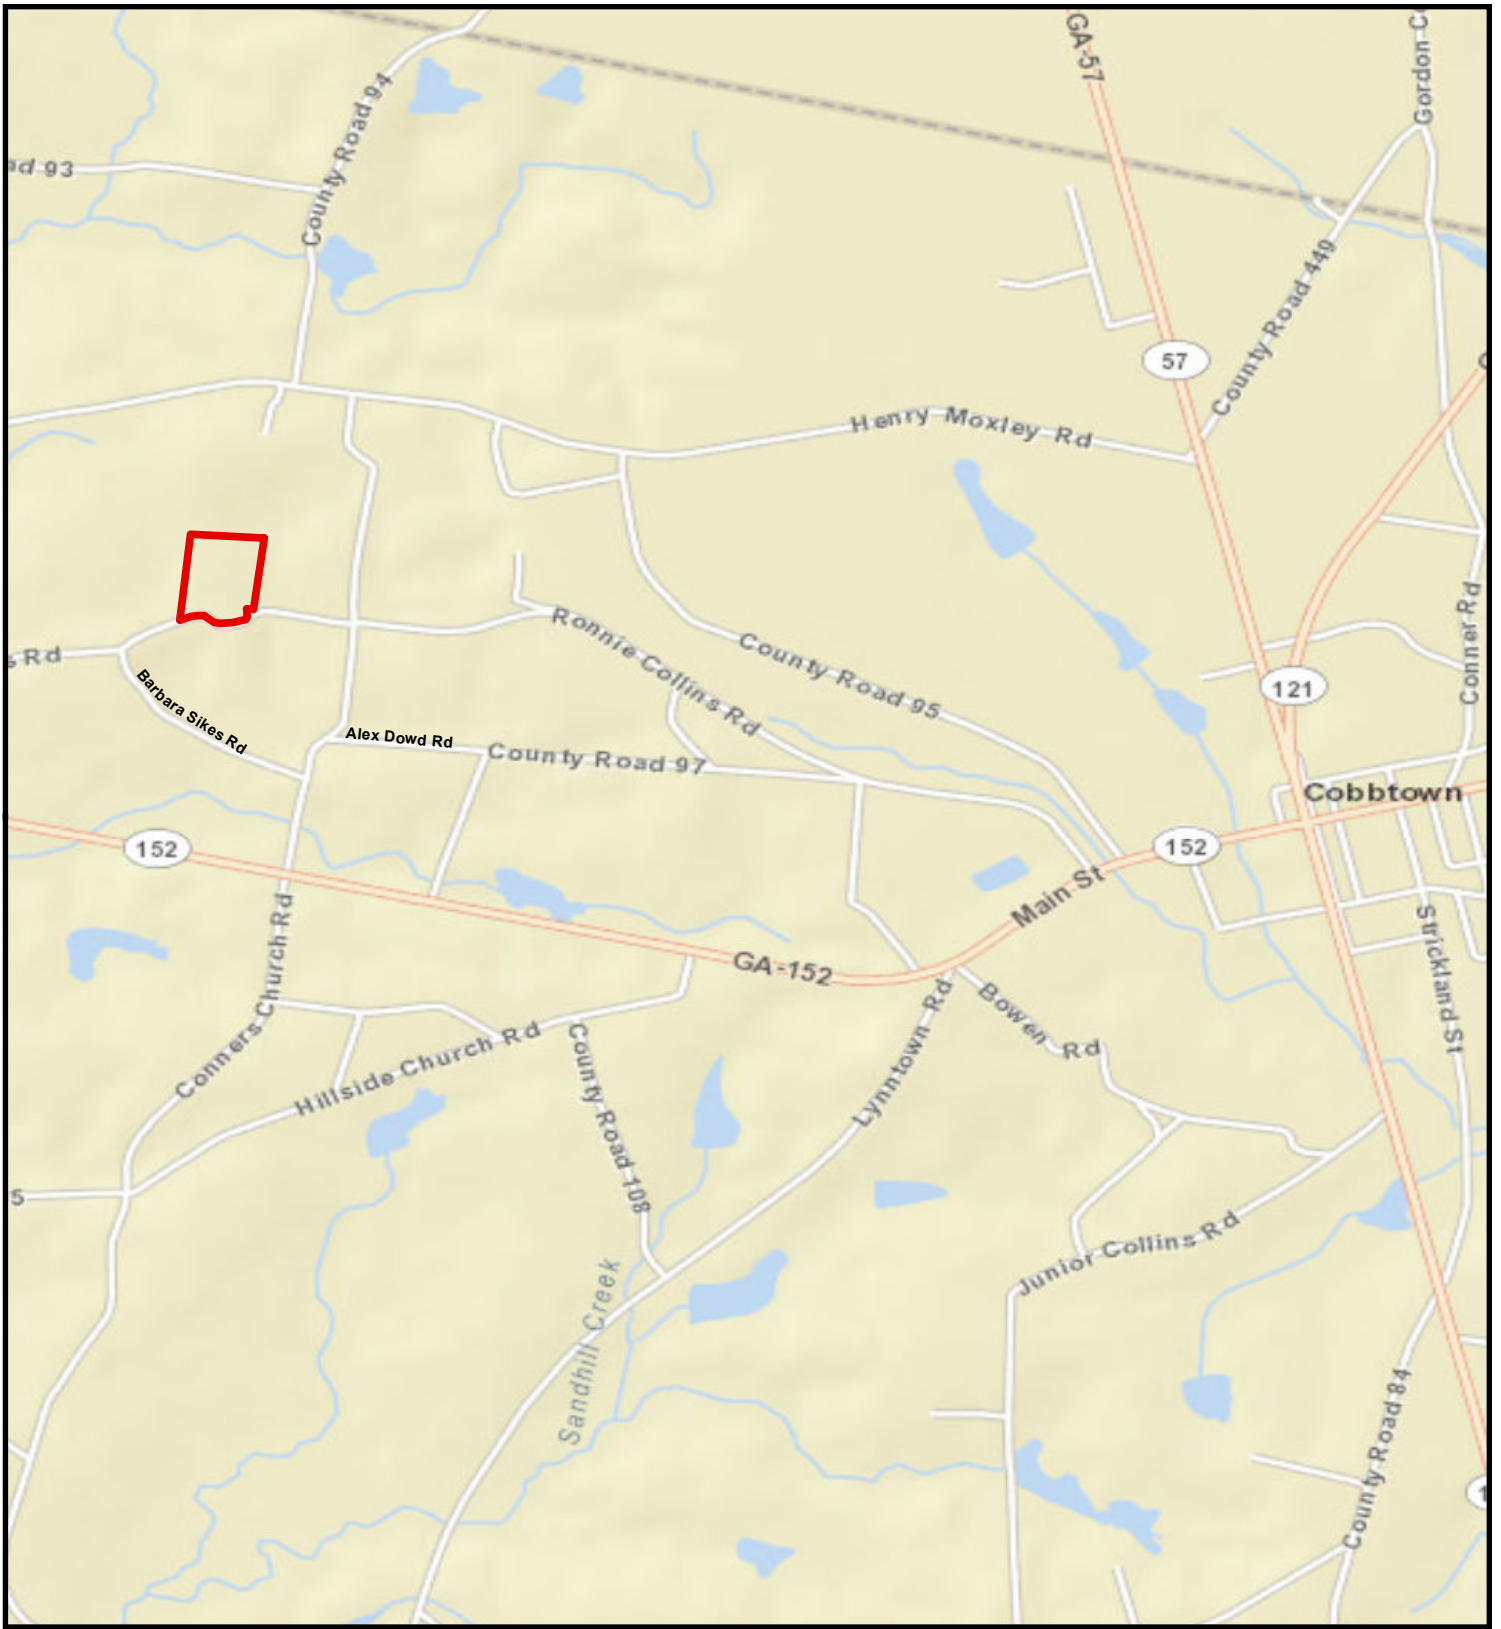 GA-57
Gordon C
County Road 94
ad 93
County Road 449
57
Henry Moxley Rd
Conner Rd
Ronnie Collins Rd
County Road 95
s Rd
Barbara Sikes Rd
121
Alex Dowd Rd
County Road 97
Cobbtown
152
152
Main St
Conners Church Rd
GA-152
Strickland St
Lynntown Rd
Bowen Rd
Hillside Church Rd
County Road 108
5
Junior Collins Rd
Sandhill Creek
County Road 84
1